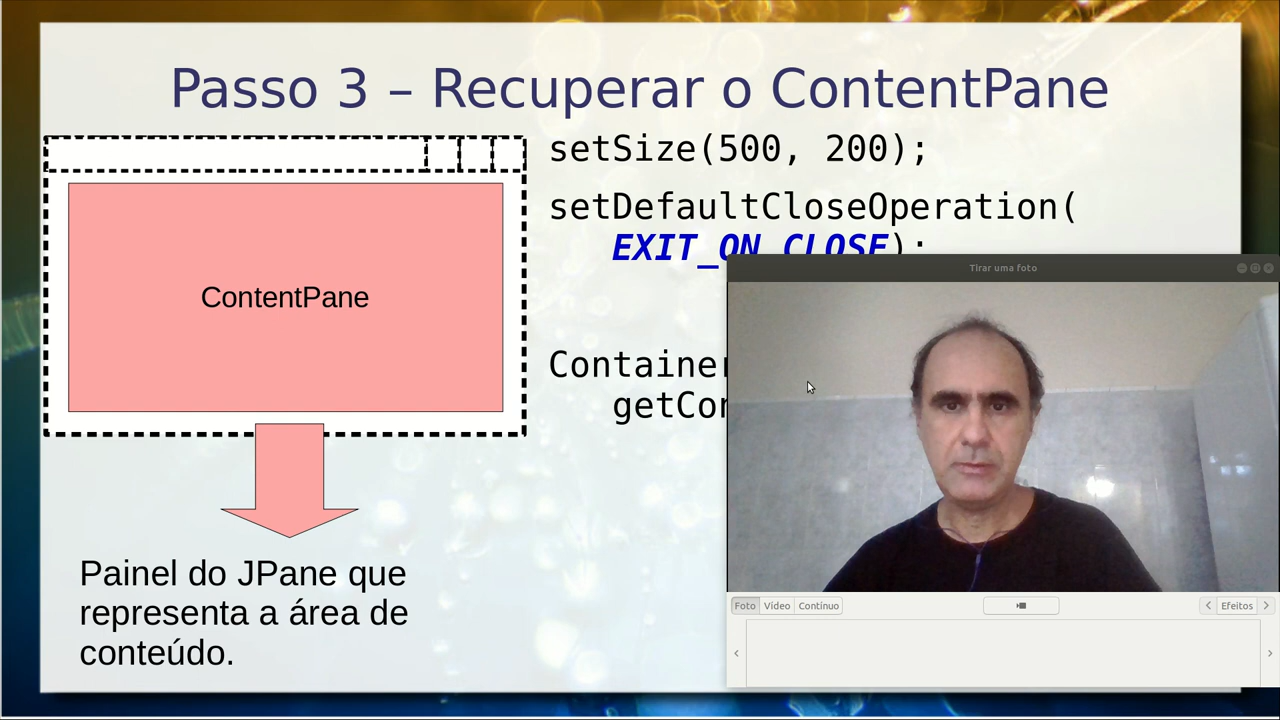 Passo 3 – Recuperar o ContentPane
setSize(500, 200);
setDefaultCloseOperation(
EXIT_ON_CLOSE);
ContentPane
Container
Painel do JPane que
representa a área de
conteúdo.
Tirar uma foto
Foto
Vídeo
Contínuo
Efeitos